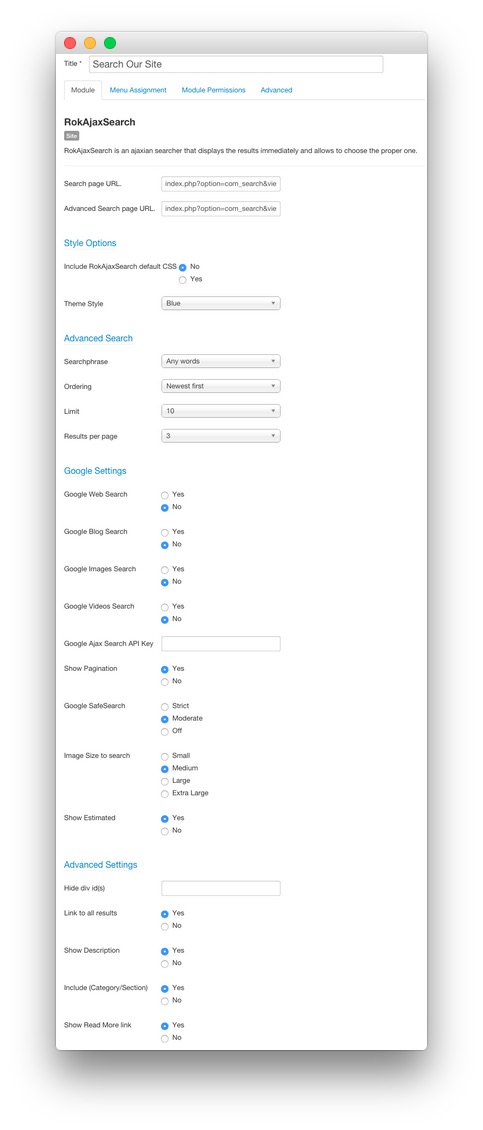 Title * Search Our Site
Module Menu Assignment Module Permissions Advanced
RokAjaxSearch
Site
RokAjaxSearch is an ajaxian searcher that displays the results immediately and allows to choose the proper one.
Search page URL. index.php?option=com_search&vie
Advanced Search page URL. index.php?option=com_search&vie
Style Options
Include RokAjaxSearch default CSS No
Yes
Theme Style Blue
Advanced Search
Searchphrase Any words
Ordering Newest first
Limit 10
Results per page 3
Google Settings
Google Web Search Yes
No
Google Blog Search Yes
No
Google Images Search Yes
No
Google Videos Search Yes
No
Google Ajax Search API Key
Show Pagination Yes
No
Google SafeSearch Strict
Moderate
Off
Image Size to search Small
Medium
Large
Extra Large
Show Estimated Yes
No
Advanced Settings
Hide div id(s)
Link to all results Yes
No
Show Description Yes
No
Include (Category/Section) Yes
No
Show Read More link Yes
No